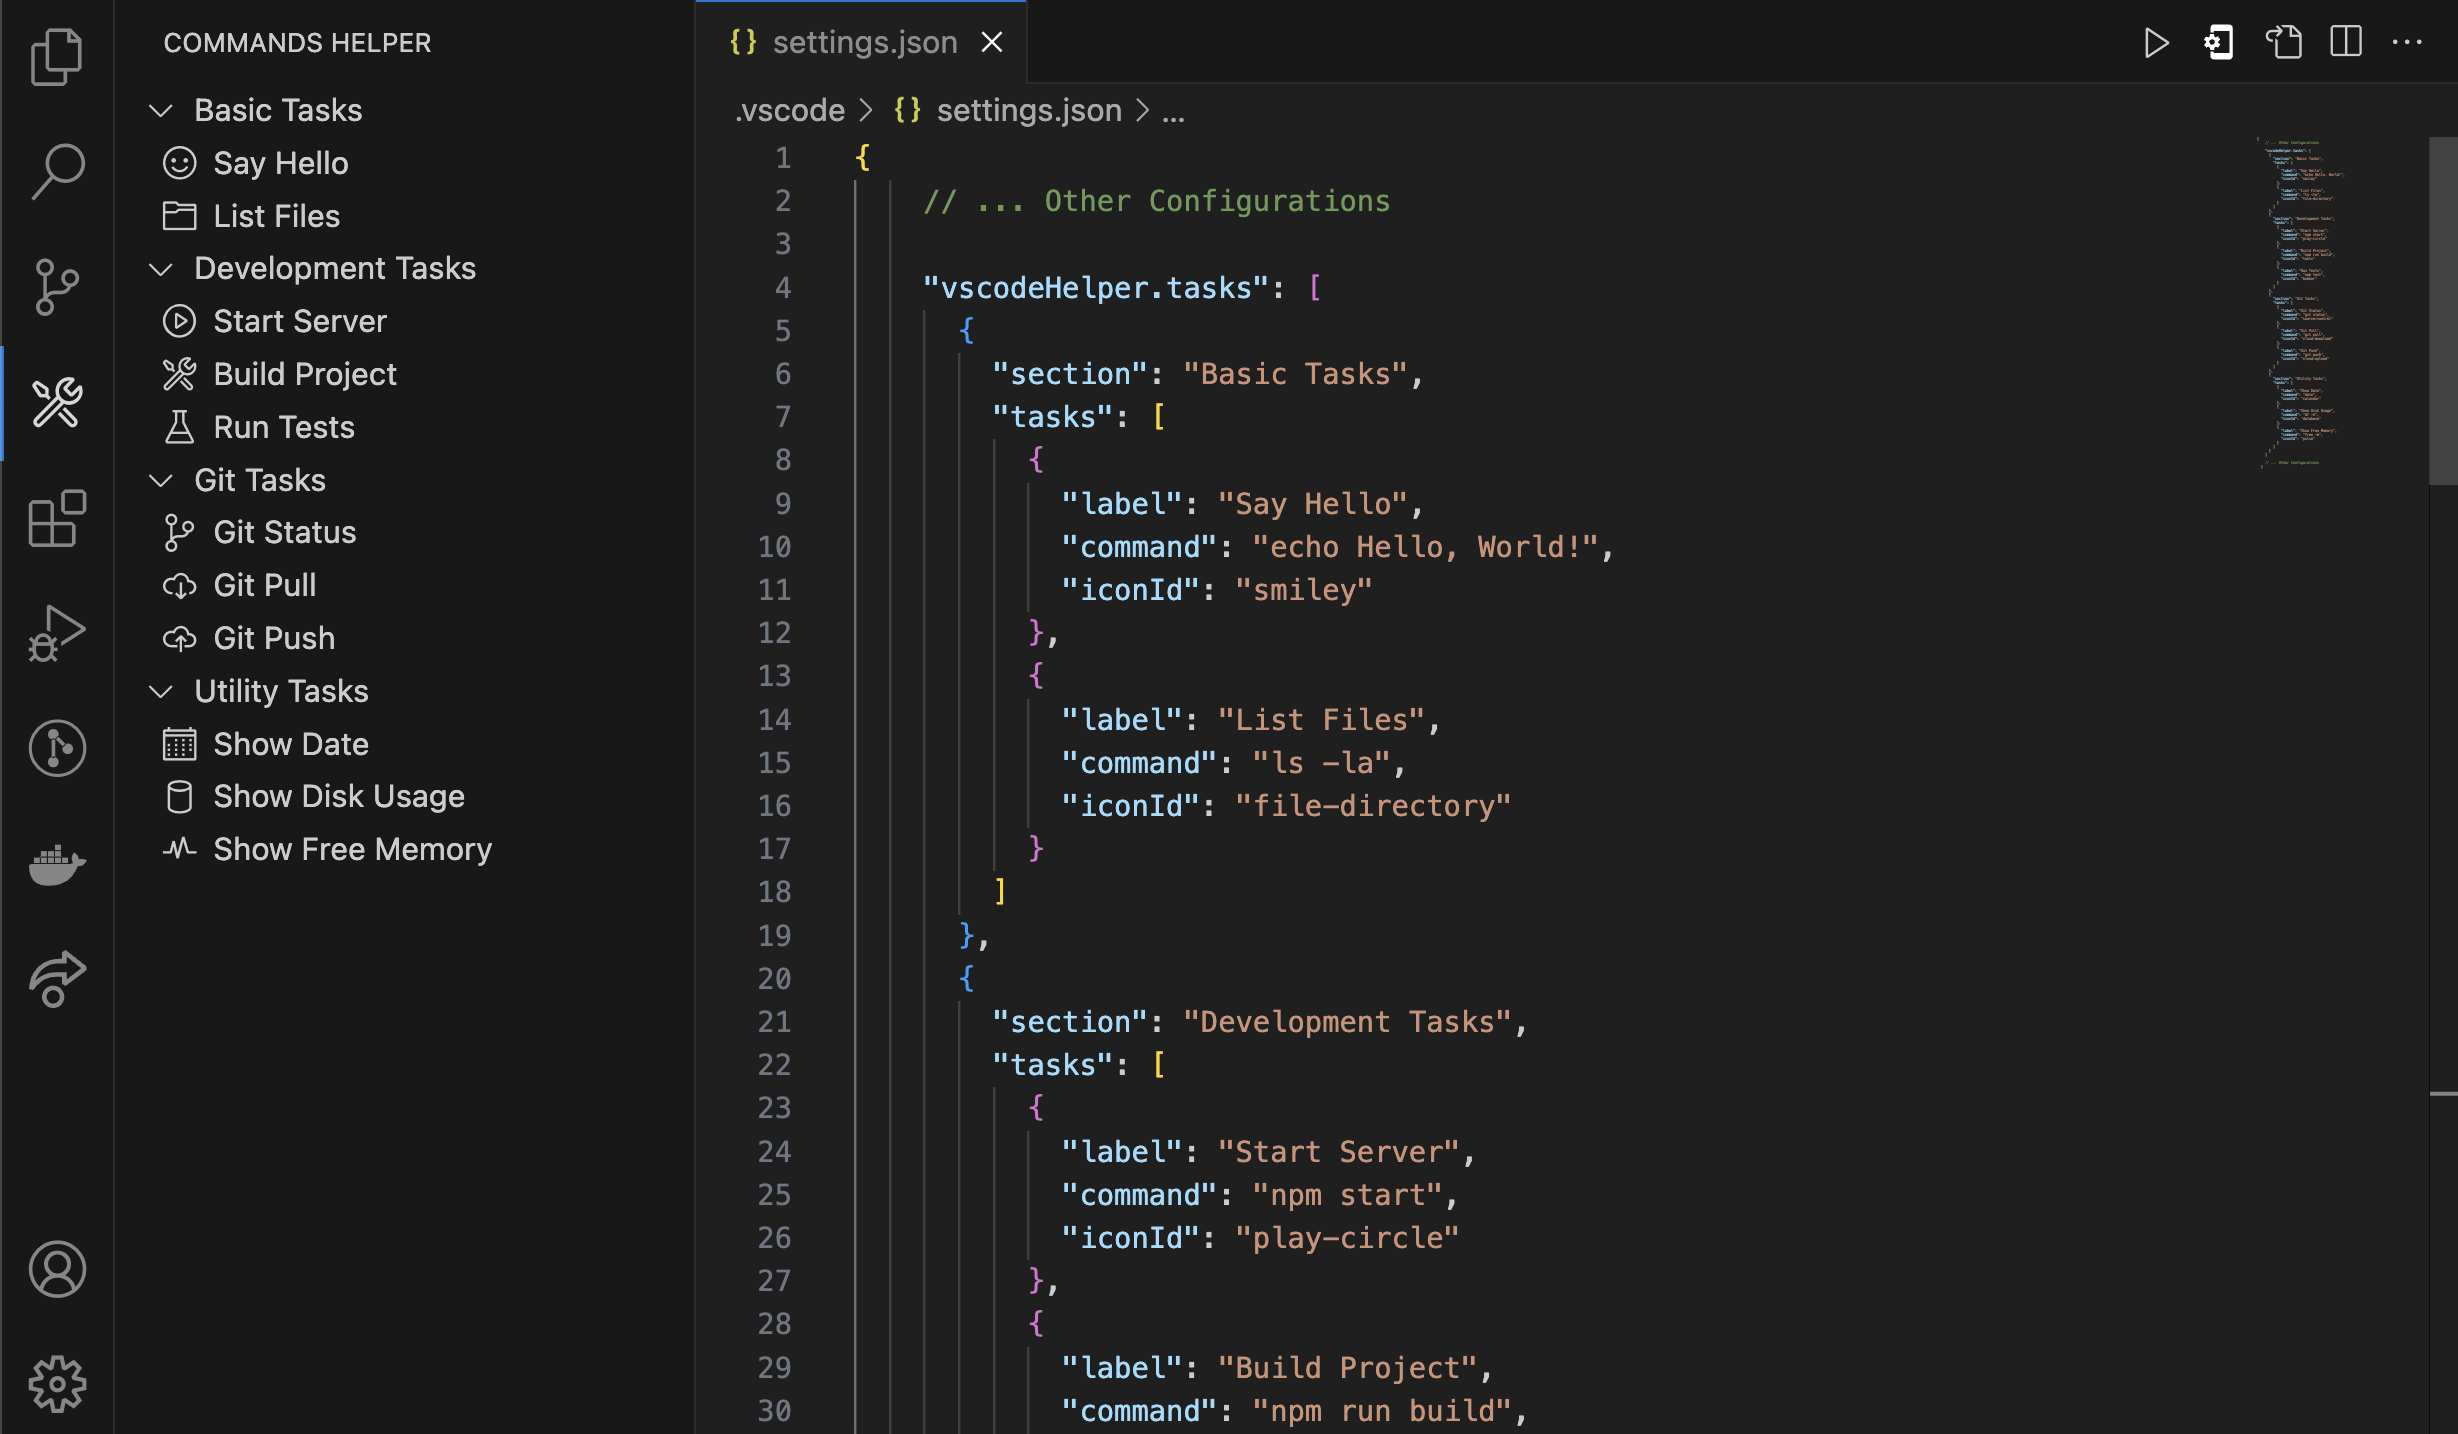 COMMANDS HELPER
Basic Tasks
Say Hello
List Files
Development Tasks
Start Server
Build Project
Run Tests
Git Tasks
Git Status
Git Pull
Git Push
Utility Tasks
Show Date
Show Disk Usage
Show Free Memory
{} settings.json
.vscode > {} settings.json > ...
1 {
2 // ... Other Configurations
3
4 "vscodeHelper.tasks": [
5 {
6 "section": "Basic Tasks",
7 "tasks": [
8 {
9 "label": "Say Hello",
10 "command": "echo Hello, World!",
11 "iconId": "smiley"
12 },
13 {
14 "label": "List Files",
15 "command": "ls -la",
16 "iconId": "file-directory"
17 }
18 ]
19 },
20 {
21 "section": "Development Tasks",
22 "tasks": [
23 {
24 "label": "Start Server",
25 "command": "npm start",
26 "iconId": "play-circle"
27 },
28 {
29 "label": "Build Project",
30 "command": "npm run build",